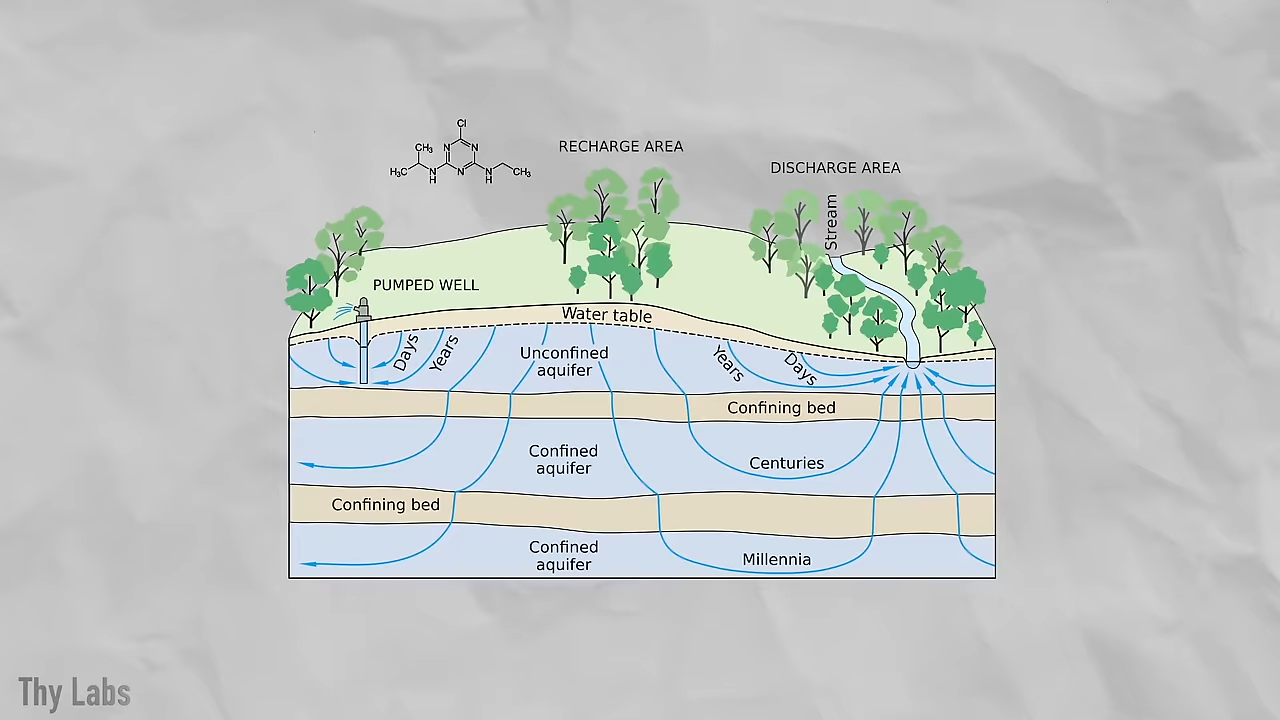 Cl
RECHARGE AREA
CH₃
N
N
DISCHARGE AREA
H₃C
N
H
N
N
H
CH₃
Stream
PUMPED WELL
Water table
Days
Years
Unconfined
aquifer
Years
Days
Confining bed
Confined
aquifer
Centuries
Confining bed
Confined
aquifer
Millennia
Thy Labs